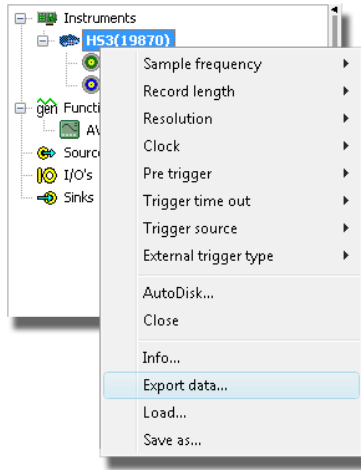 Instruments
HS3(19870)
gen Functi
AV
Source
I/O's
Sinks
Sample frequency
Record length
Resolution
Clock
Pre trigger
Trigger time out
Trigger source
External trigger type
AutoDisk...
Close
Info...
Export data...
Load...
Save as...